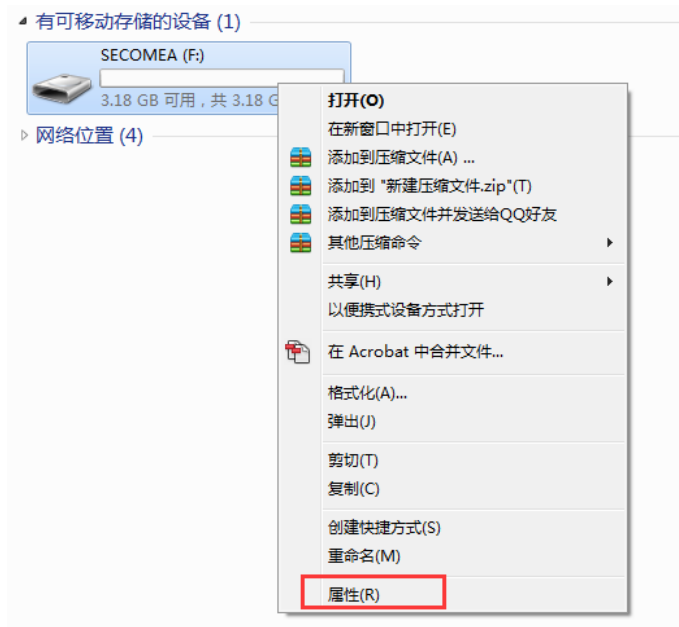 有可移动存储的设备 (1)
SECOMEA (F:)
3.18 GB 可用，共 3.18 G
网络位置 (4)
打开(O)
在新窗口中打开(E)
添加到压缩文件(A) ...
添加到 "新建压缩文件.zip"(T)
添加到压缩文件并发送给QQ好友
其他压缩命令
共享(H)
以便携式设备方式打开
在 Acrobat 中合并文件...
格式化(A)...
弹出(J)
剪切(T)
复制(C)
创建快捷方式(S)
重命名(M)
属性(R)